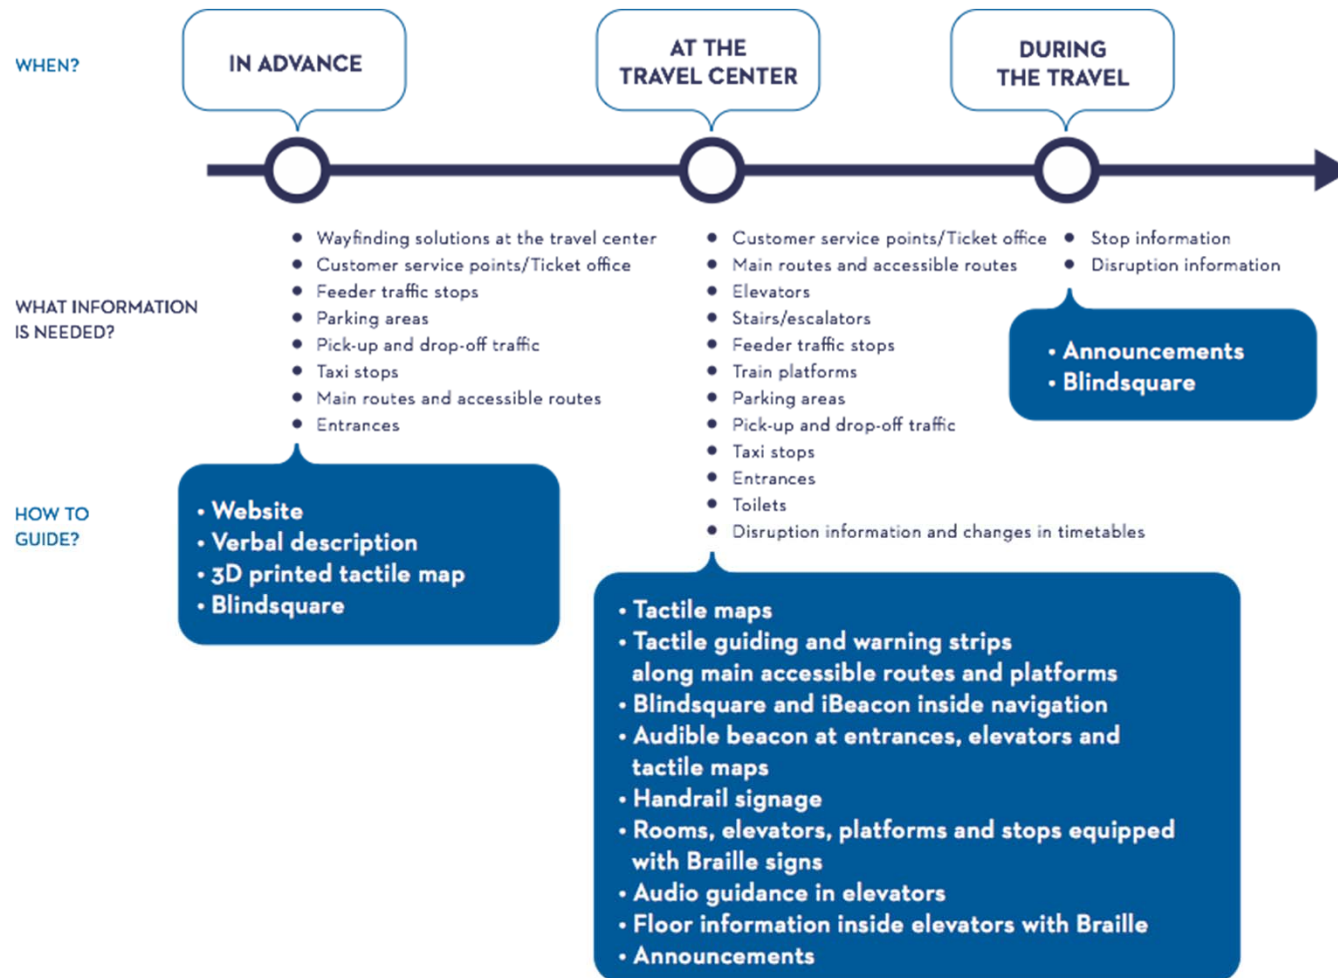 WHEN?
IN ADVANCE
AT THE
TRAVEL CENTER
DURING
THE TRAVEL
WHAT INFORMATION
IS NEEDED?
• Wayfinding solutions at the travel center
• Customer service points/Ticket office
• Feeder traffic stops
• Parking areas
• Pick-up and drop-off traffic
• Taxi stops
• Main routes and accessible routes
• Entrances
• Customer service points/Ticket office
• Main routes and accessible routes
• Elevators
• Stairs/escalators
• Feeder traffic stops
• Train platforms
• Parking areas
• Pick-up and drop-off traffic
• Taxi stops
• Entrances
• Toilets
• Disruption information and changes in timetables
• Stop information
• Disruption information
HOW TO
GUIDE?
• Website
• Verbal description
• 3D printed tactile map
• Blindsquare
• Tactile maps
• Tactile guiding and warning strips
along main accessible routes and platforms
• Blindsquare and iBeacon inside navigation
• Audible beacon at entrances, elevators and
tactile maps
• Handrail signage
• Rooms, elevators, platforms and stops equipped
with Braille signs
• Audio guidance in elevators
• Floor information inside elevators with Braille
• Announcements
• Announcements
• Blindsquare